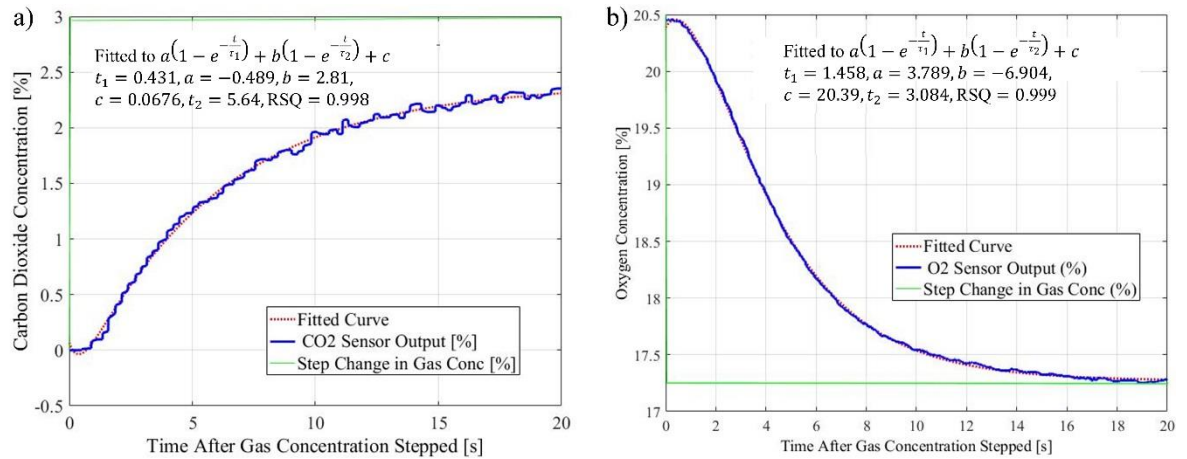 a)
3
2.5
2
1.5
1
0.5
0
-0.5
Carbon Dioxide Concentration [%]
Fitted to a(1 − e^{-t/τ1}) + b(1 − e^{-t/τ2}) + c
t1 = 0.431, a = −0.489, b = 2.81,
c = 0.0676, t2 = 5.64, RSQ = 0.998
Fitted Curve
CO2 Sensor Output [%]
Step Change in Gas Conc [%]
0 5 10 15 20
Time After Gas Concentration Stepped [s]
b)
20.5
20
19.5
19
18.5
18
17.5
17
Oxygen Concentration [%]
Fitted to a(1 − e^{-t/τ1}) + b(1 − e^{-t/τ2}) + c
t1 = 1.458, a = 3.789, b = −6.904,
c = 20.39, t2 = 3.084, RSQ = 0.999
Fitted Curve
O2 Sensor Output (%)
Step Change in Gas Conc (%)
0 2 4 6 8 10 12 14 16 18 20
Time After Gas Concentration Stepped [s]